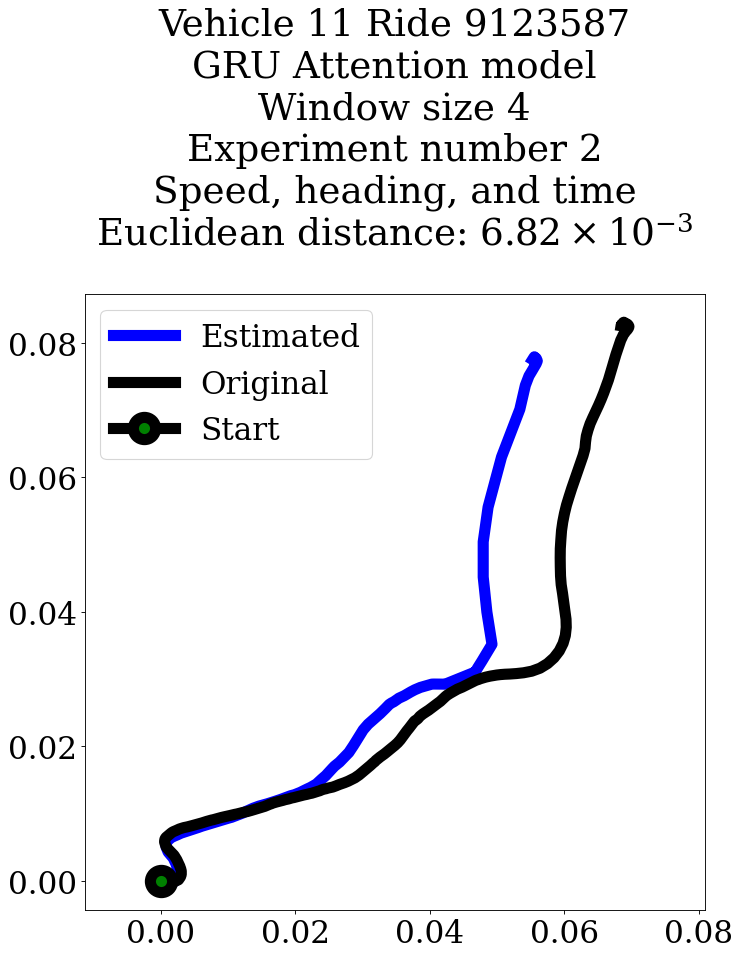 Vehicle 11 Ride 9123587
GRU Attention model
Window size 4
Experiment number 2
Speed, heading, and time
Euclidean distance: 6.82 × 10⁻³
Estimated
Original
Start
0.08
0.06
0.04
0.02
0.00
0.00 0.02 0.04 0.06 0.08